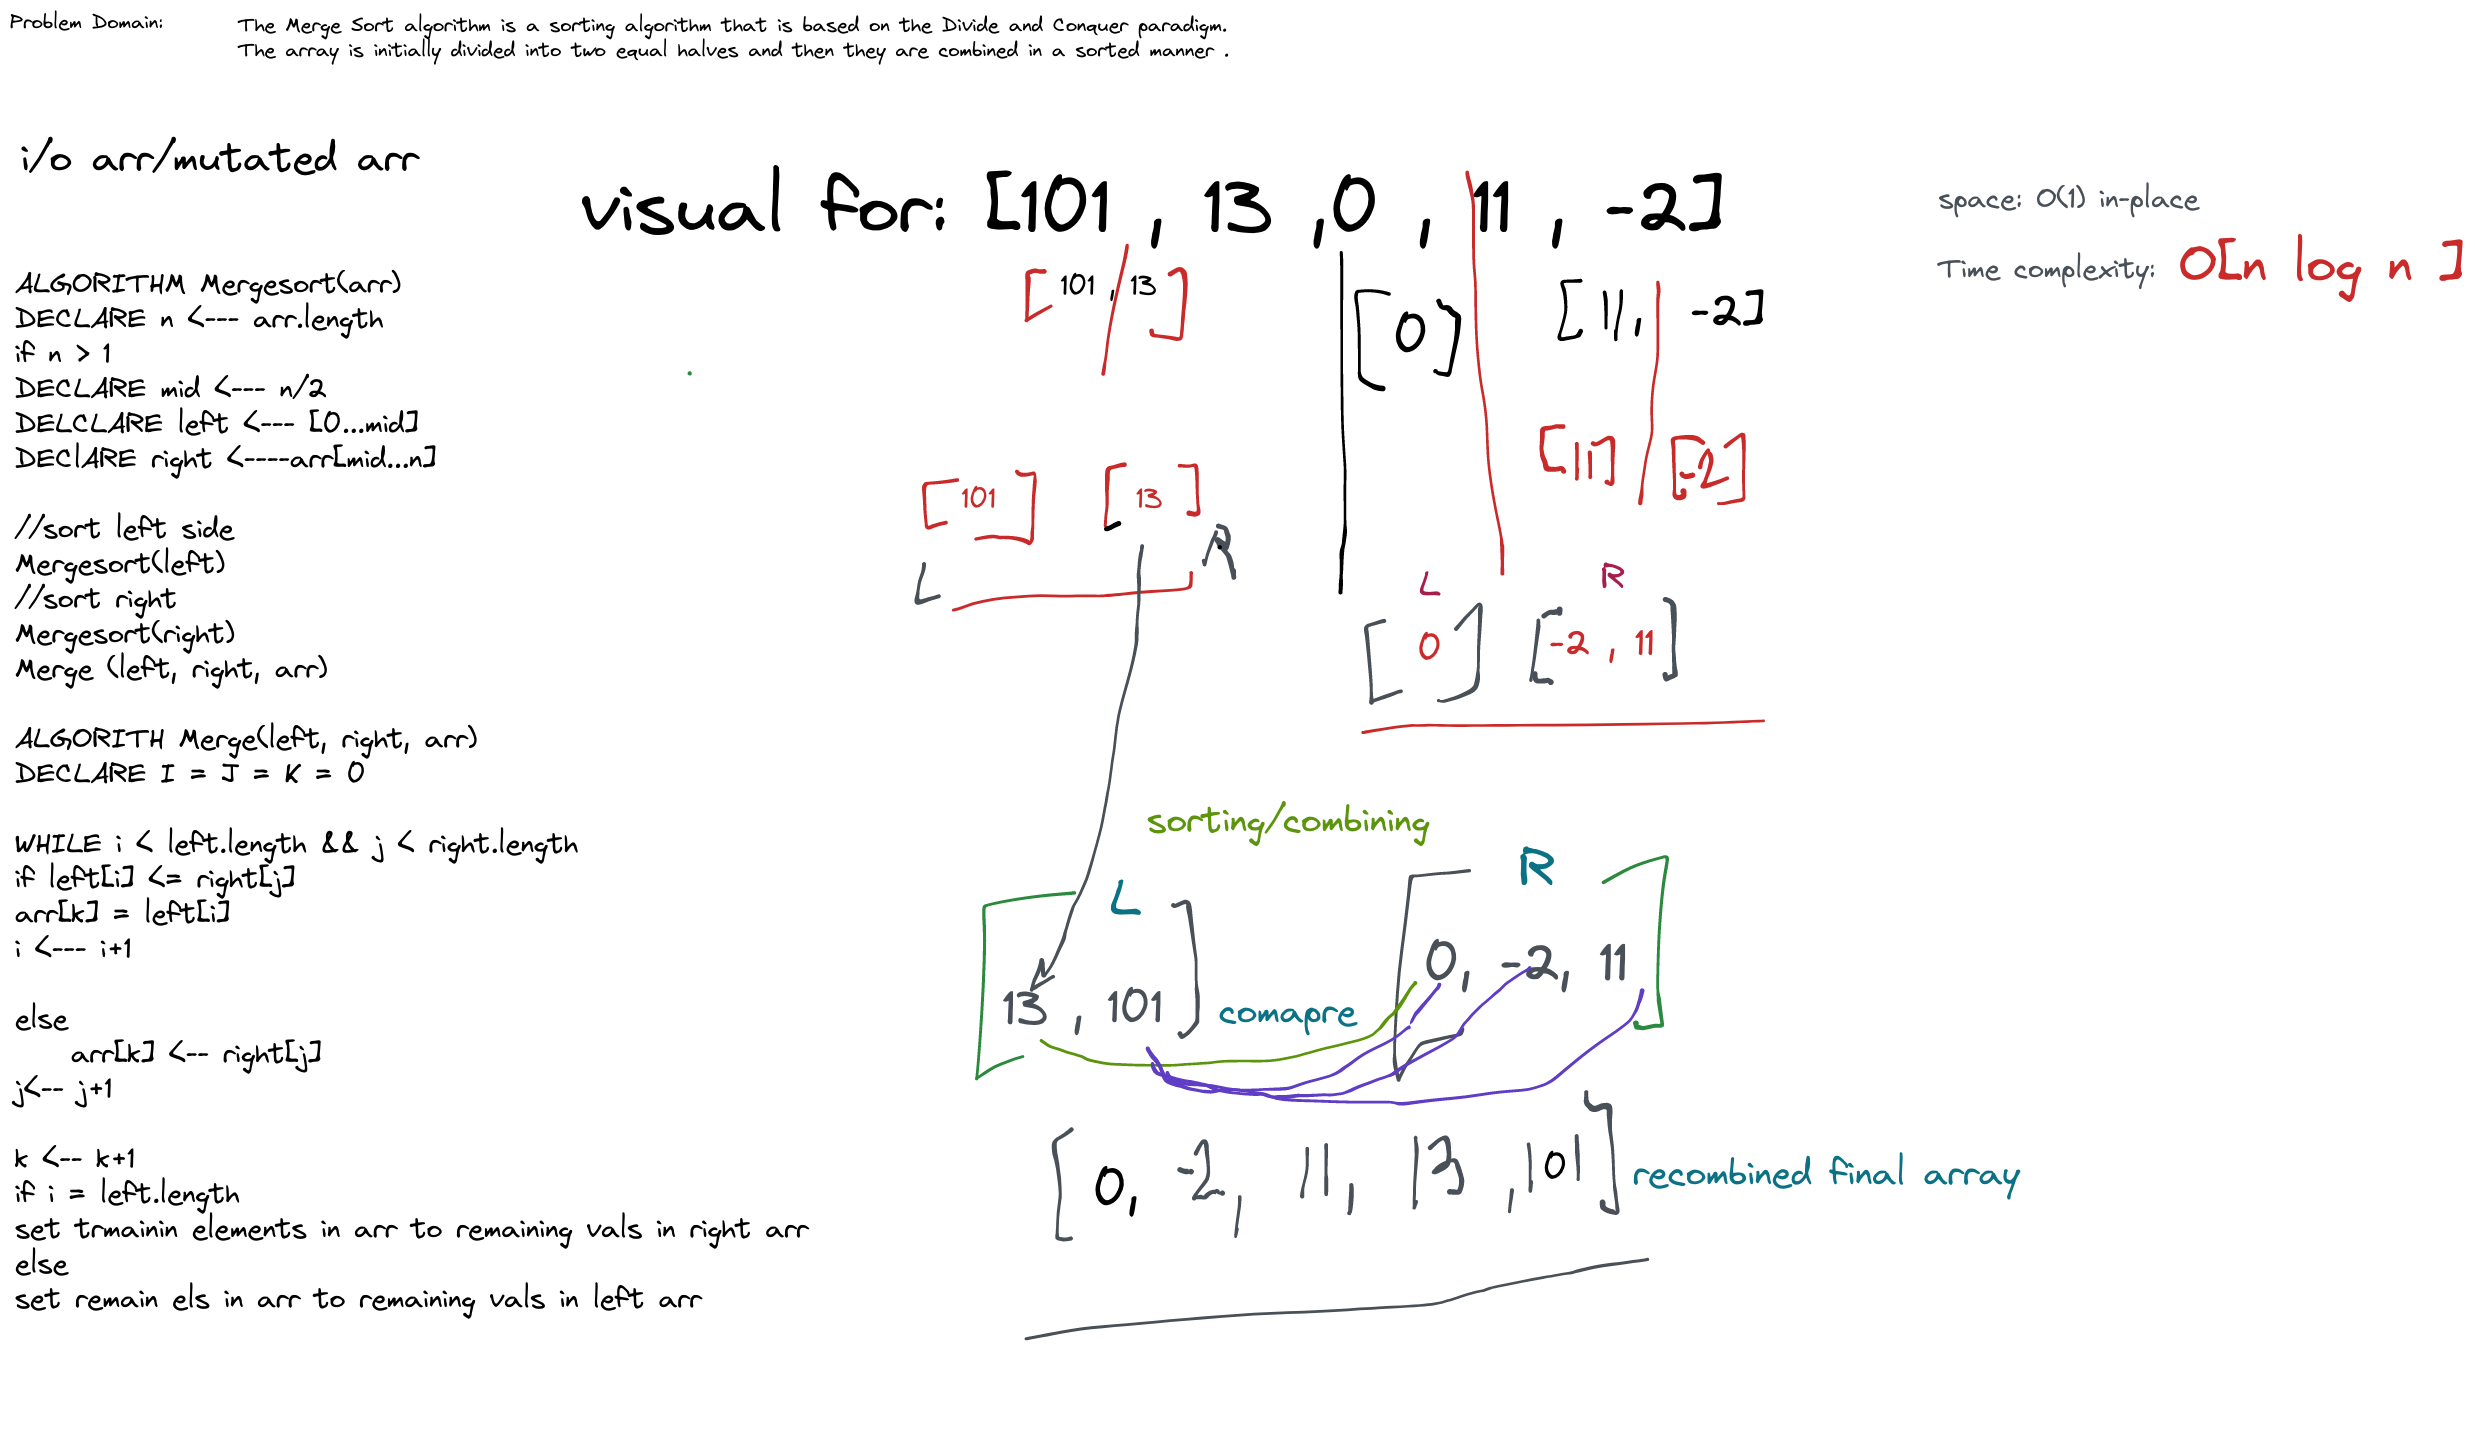 Problem Domain: The Merge Sort algorithm is a sorting algorithm that is based on the Divide and Conquer paradigm.
The array is initially divided into two equal halves and then they are combined in a sorted manner .
i/o arr/mutated arr
ALGORITHM Mergesort(arr)
DECLARE n <--- arr.length
if n > 1
DECLARE mid <--- n/2
DELCLARE left <--- [0...mid]
DEClARE right <----arr[mid...n]
//sort left side
Mergesort(left)
//sort right
Mergesort(right)
Merge (left, right, arr)
ALGORITH Merge(left, right, arr)
DECLARE I = J = K = 0
WHILE i < left.length && j < right.length
if left[i] <= right[j]
arr[k] = left[i]
i <--- i+1
else
arr[k] <-- right[j]
j<-- j+1
k <-- k+1
if i = left.length
set trmainin elements in arr to remaining vals in right arr
else
set remain els in arr to remaining vals in left arr
visual for: [101 , 13 ,0 , 11 , -2]
[101 , 13]
[0]
[11, -2]
[11] [-2]
[101] [13]
L R
L R
[0] [-2 , 11]
sorting/combining
L R
[13 , 101] comapre [0, -2, 11]
[0, -2, 11, 13 ,101] recombined final array
space: O(1) in-place
Time complexity: O[n log n ]